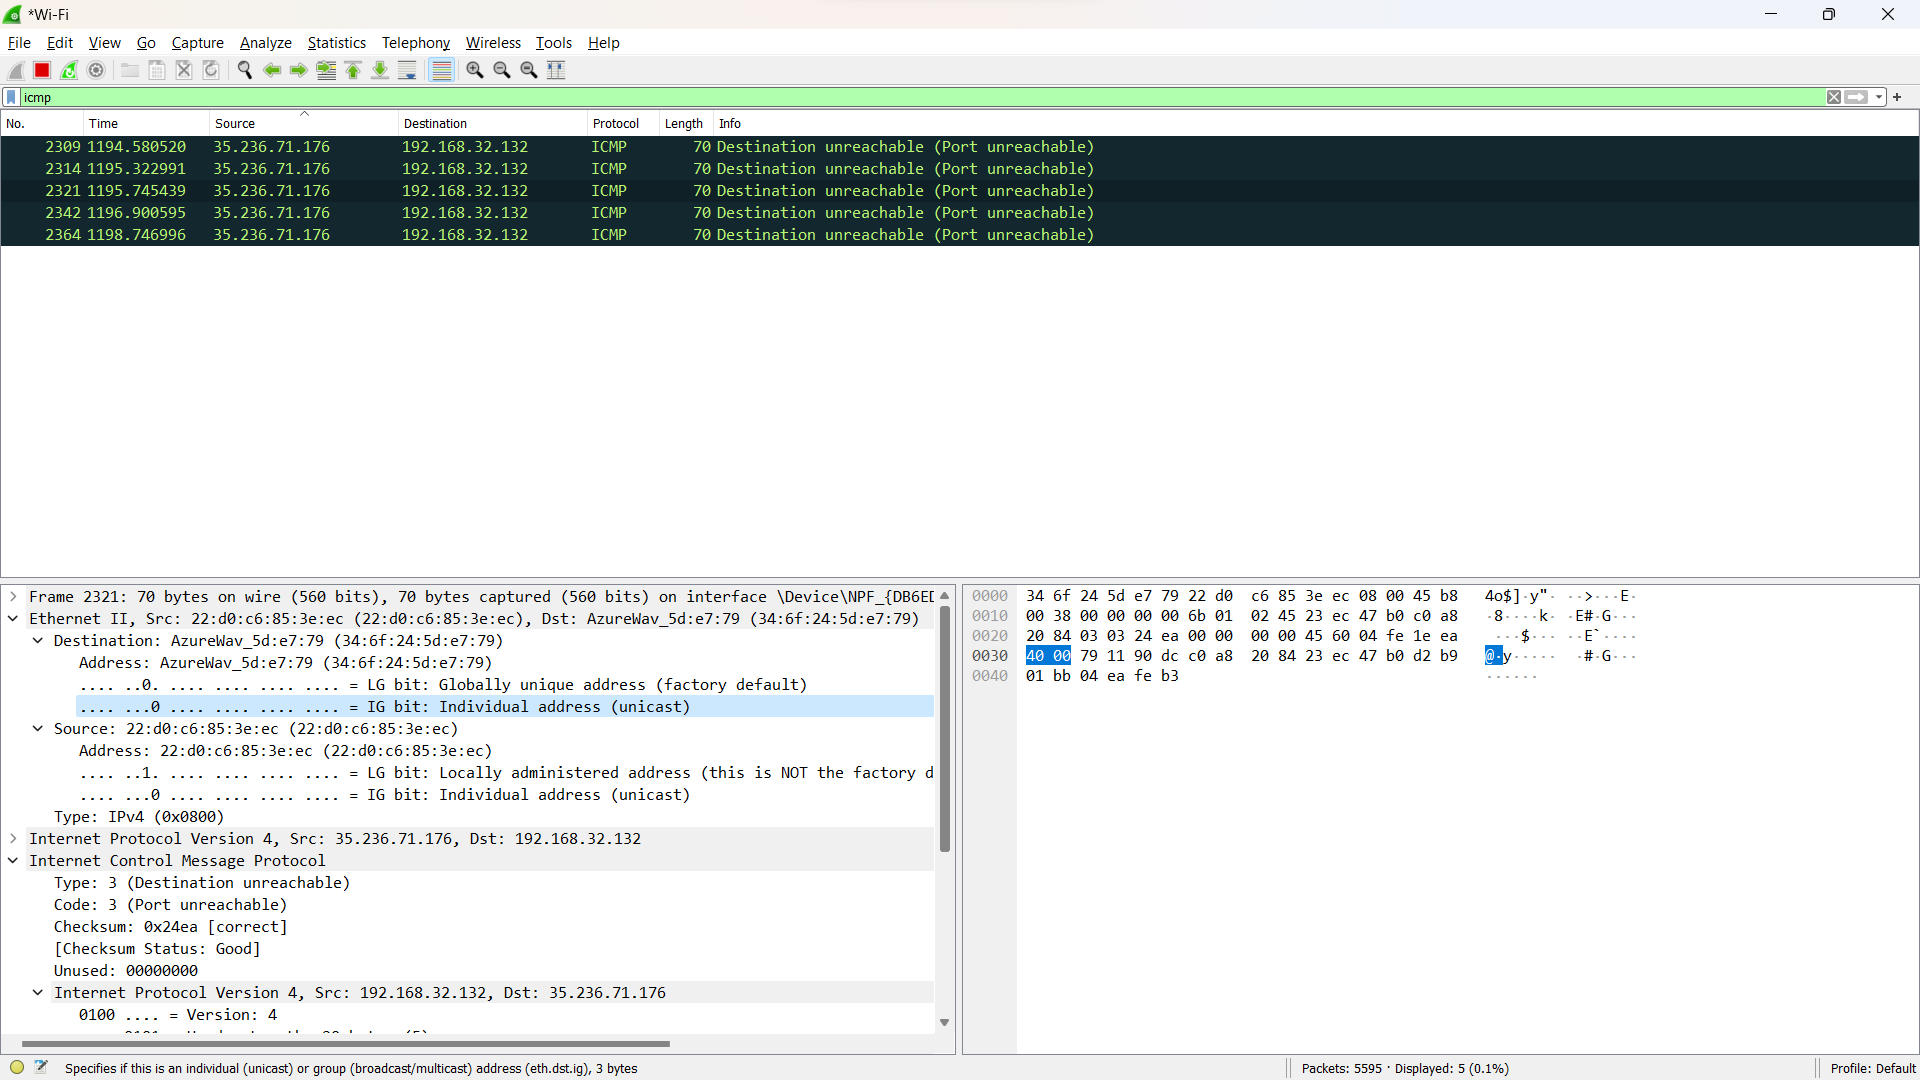 *Wi-Fi
File Edit View Go Capture Analyze Statistics Telephony Wireless Tools Help
icmp
No. Time Source Destination Protocol Length Info
2309 1194.580520 35.236.71.176 192.168.32.132 ICMP 70 Destination unreachable (Port unreachable)
2314 1195.322991 35.236.71.176 192.168.32.132 ICMP 70 Destination unreachable (Port unreachable)
2321 1195.745439 35.236.71.176 192.168.32.132 ICMP 70 Destination unreachable (Port unreachable)
2342 1196.900595 35.236.71.176 192.168.32.132 ICMP 70 Destination unreachable (Port unreachable)
2364 1198.746996 35.236.71.176 192.168.32.132 ICMP 70 Destination unreachable (Port unreachable)
Frame 2321: 70 bytes on wire (560 bits), 70 bytes captured (560 bits) on interface \Device\NPF_{DB6E
Ethernet II, Src: 22:d0:c6:85:3e:ec (22:d0:c6:85:3e:ec), Dst: AzureWav_5d:e7:79 (34:6f:24:5d:e7:79)
Destination: AzureWav_5d:e7:79 (34:6f:24:5d:e7:79)
Address: AzureWav_5d:e7:79 (34:6f:24:5d:e7:79)
.... ..0. .... .... .... .... = LG bit: Globally unique address (factory default)
.... ...0 .... .... .... .... = IG bit: Individual address (unicast)
Source: 22:d0:c6:85:3e:ec (22:d0:c6:85:3e:ec)
Address: 22:d0:c6:85:3e:ec (22:d0:c6:85:3e:ec)
.... ..1. .... .... .... .... = LG bit: Locally administered address (this is NOT the factory d
.... ...0 .... .... .... .... = IG bit: Individual address (unicast)
Type: IPv4 (0x0800)
Internet Protocol Version 4, Src: 35.236.71.176, Dst: 192.168.32.132
Internet Control Message Protocol
Type: 3 (Destination unreachable)
Code: 3 (Port unreachable)
Checksum: 0x24ea [correct]
[Checksum Status: Good]
Unused: 00000000
Internet Protocol Version 4, Src: 192.168.32.132, Dst: 35.236.71.176
0100 .... = Version: 4
0000 34 6f 24 5d e7 79 22 d0 c6 85 3e ec 08 00 45 b8 4o$]·y"· ··>···E·
0010 00 38 00 00 00 00 6b 01 02 45 23 ec 47 b0 c0 a8 ·8····k· ·E#·G···
0020 20 84 03 03 24 ea 00 00 00 00 45 60 04 fe 1e ea ···$··· ··E`····
0030 40 00 79 11 90 dc c0 a8 20 84 23 ec 47 b0 d2 b9 @·y····· ·#·G···
0040 01 bb 04 ea fe b3 ······
Specifies if this is an individual (unicast) or group (broadcast/multicast) address (eth.dst.ig), 3 bytes
Packets: 5595 · Displayed: 5 (0.1%)
Profile: Default